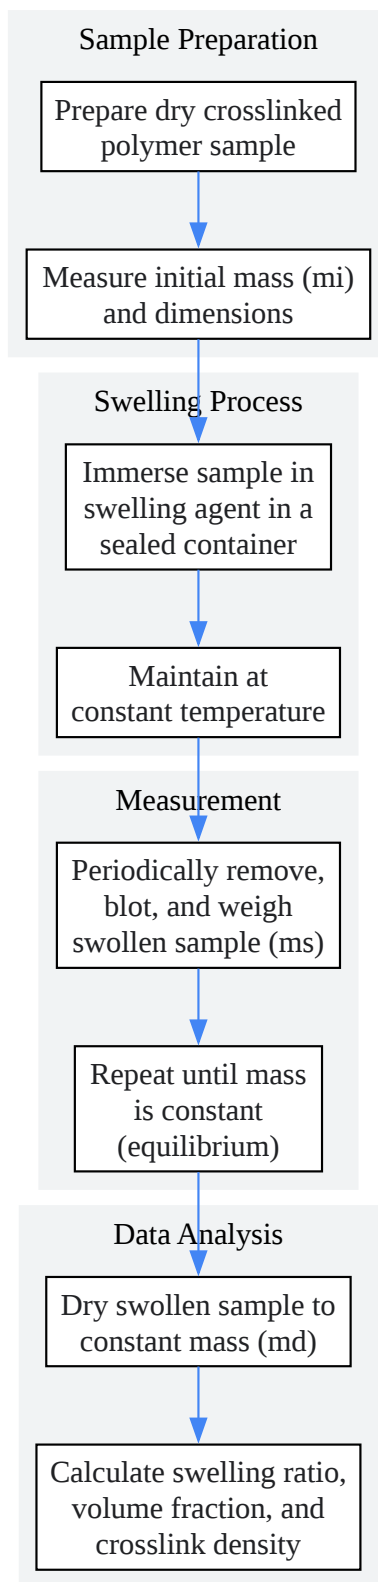 Sample Preparation
Prepare dry crosslinked
polymer sample
Measure initial mass (mi)
and dimensions
Swelling Process
Immerse sample in
swelling agent in a
sealed container
Maintain at
constant temperature
Measurement
Periodically remove,
blot, and weigh
swollen sample (ms)
Repeat until mass
is constant
(equilibrium)
Data Analysis
Dry swollen sample to
constant mass (md)
Calculate swelling ratio,
volume fraction, and
crosslink density